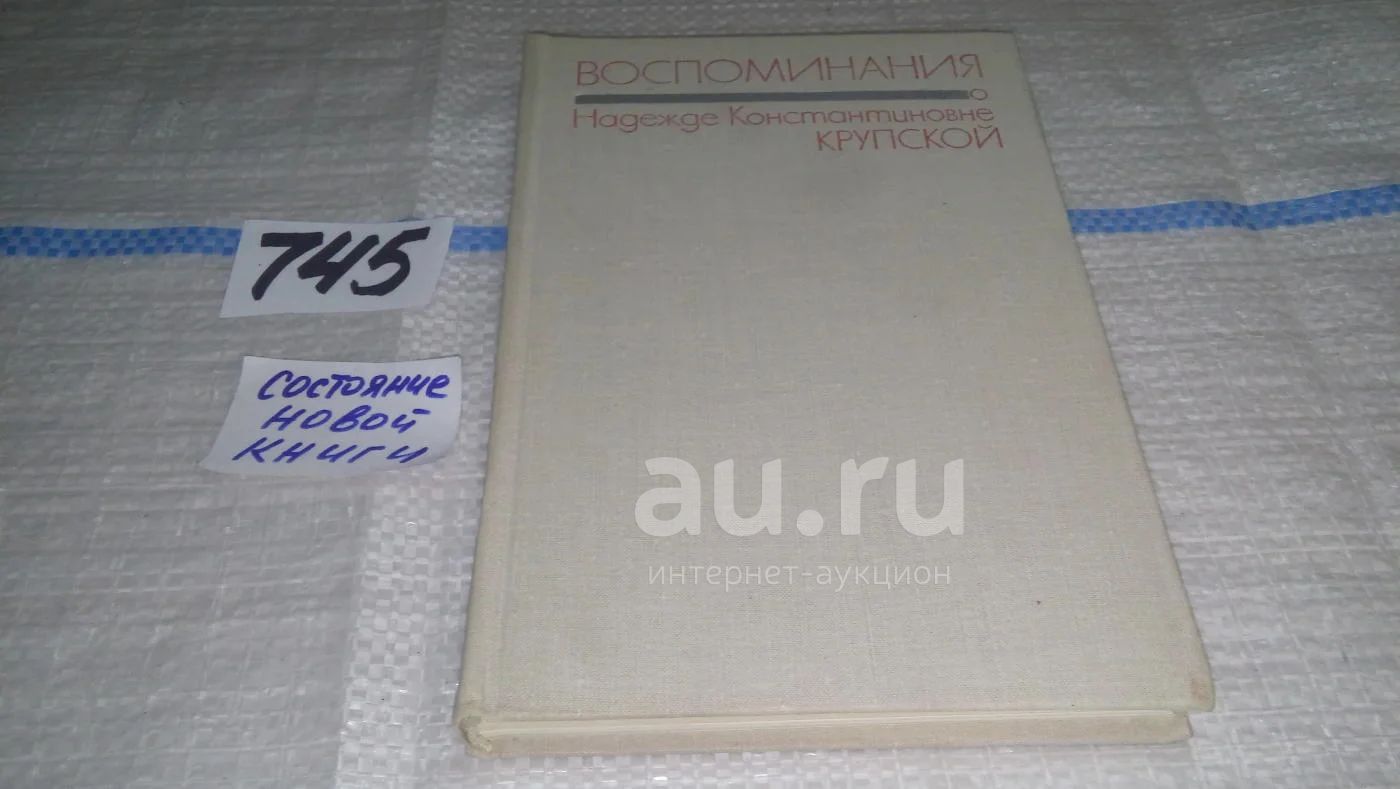 ВОСПОМИНАНИЯ
о
Надежде Константиновне
КРУПСКОЙ
745
состояние
новой
книги
au.ru
интернет-аукцион